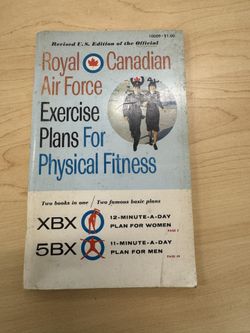 10009·$1.00
Revised U.S. Edition of the Official
Royal Canadian
Air Force
Exercise
Plans For
Physical Fitness
Two books in one / Two famous basic plans
XBX 12-MINUTE-A-DAY
PLAN FOR WOMEN
5BX 11-MINUTE-A-DAY
PLAN FOR MEN